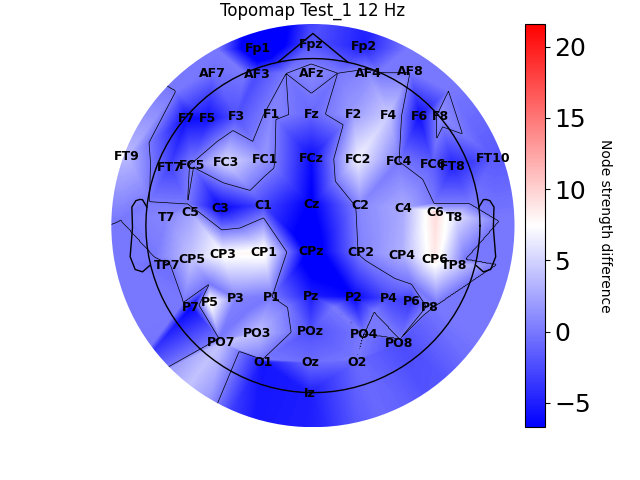 Topomap Test_1 12 Hz
Fp1 Fpz Fp2
AF7 AF3 AFz AF4 AF8
F7 F5 F3 F1 Fz F2 F4 F6 F8
FT9 FT7 FC5 FC3 FC1 FCz FC2 FC4 FC6 FT8 FT10
T7 C5 C3 C1 Cz C2 C4 C6 T8
TP7 CP5 CP3 CP1 CPz CP2 CP4 CP6 TP8
P7 P5 P3 P1 Pz P2 P4 P6 P8
PO7 PO3 POz PO4 PO8
O1 Oz O2
Iz
20
15
10
5
0
−5
Node strength difference